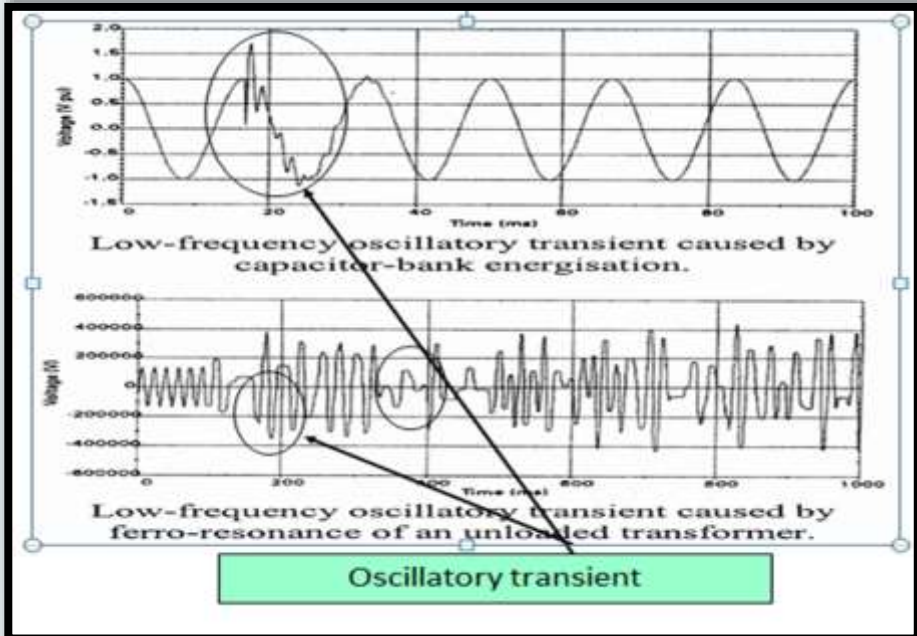 2.0
1.5
1.0
0.5
0.0
-0.5
-1.0
-1.5
Voltage (V pu)
0 20 40 60 80 100
Time (ms)
Low-frequency oscillatory transient caused by
capacitor-bank energisation.
600000
400000
200000
0
-200000
-400000
-600000
Voltage (V)
0 200 400 600 800 1000
Time (ms)
Low-frequency oscillatory transient caused by
ferro-resonance of an unloaded transformer.
Oscillatory transient